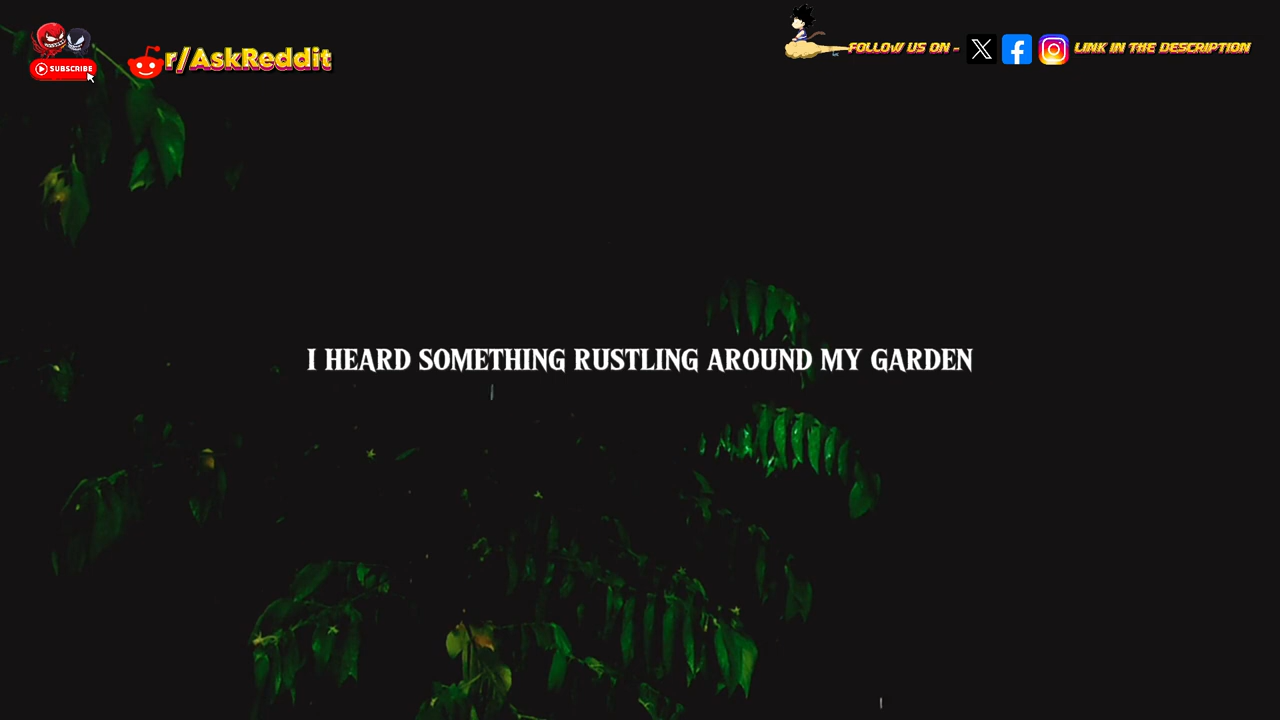 SUBSCRIBE
r/AskReddit
FOLLOW US ON -
LINK IN THE DESCRIPTION
I HEARD SOMETHING RUSTLING AROUND MY GARDEN